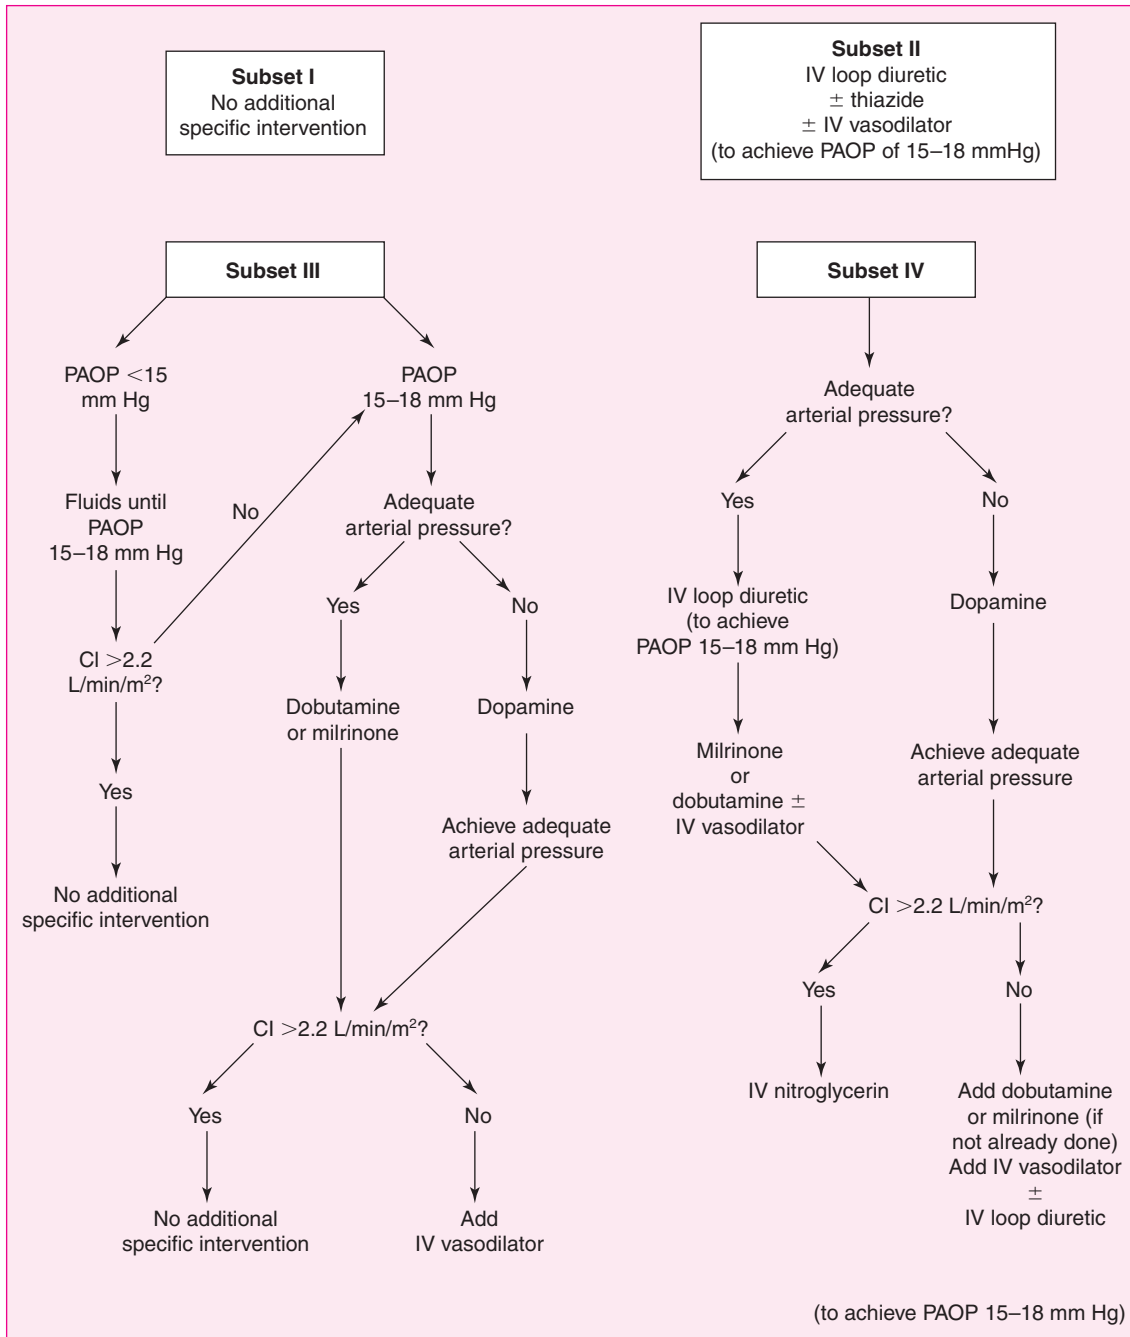 Subset I
No additional
specific intervention
Subset II
IV loop diuretic
± thiazide
± IV vasodilator
(to achieve PAOP of 15–18 mmHg)
Subset III
PAOP <15
mm Hg
Fluids until
PAOP
15–18 mm Hg
CI >2.2
L/min/m²?
Yes
No additional
specific intervention
No
PAOP
15–18 mm Hg
Adequate
arterial pressure?
Yes
Dobutamine
or milrinone
No
Dopamine
Achieve adequate
arterial pressure
CI >2.2 L/min/m²?
Yes
No additional
specific intervention
No
Add
IV vasodilator
Subset IV
Adequate
arterial pressure?
Yes
IV loop diuretic
(to achieve
PAOP 15–18 mm Hg)
Milrinone
or
dobutamine ±
IV vasodilator
No
Dopamine
Achieve adequate
arterial pressure
CI >2.2 L/min/m²?
Yes
IV nitroglycerin
No
Add dobutamine
or milrinone (if
not already done)
Add IV vasodilator
±
IV loop diuretic
(to achieve PAOP 15–18 mm Hg)